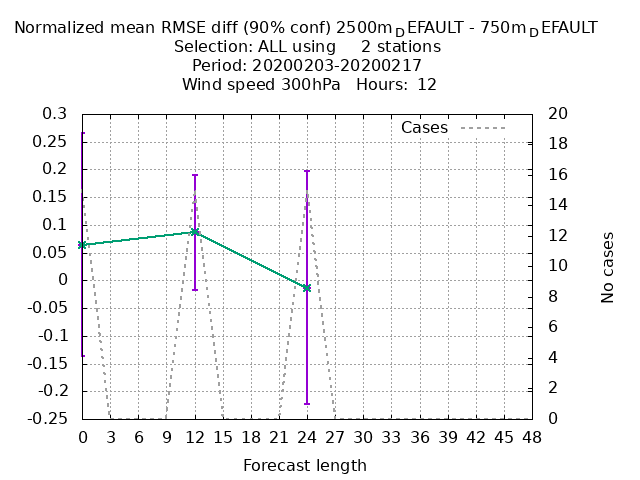 Normalized mean RMSE diff (90% conf) 2500mDEFAULT - 750mDEFAULT
Selection: ALL using     2 stations
Period: 20200203-20200217
Wind speed 300hPa   Hours:  12
Cases
0.3
0.25
0.2
0.15
0.1
0.05
0
-0.05
-0.1
-0.15
-0.2
-0.25
20
18
16
14
12
10
8
6
4
2
0
No cases
0 3 6 9 12 15 18 21 24 27 30 33 36 39 42 45 48
Forecast length